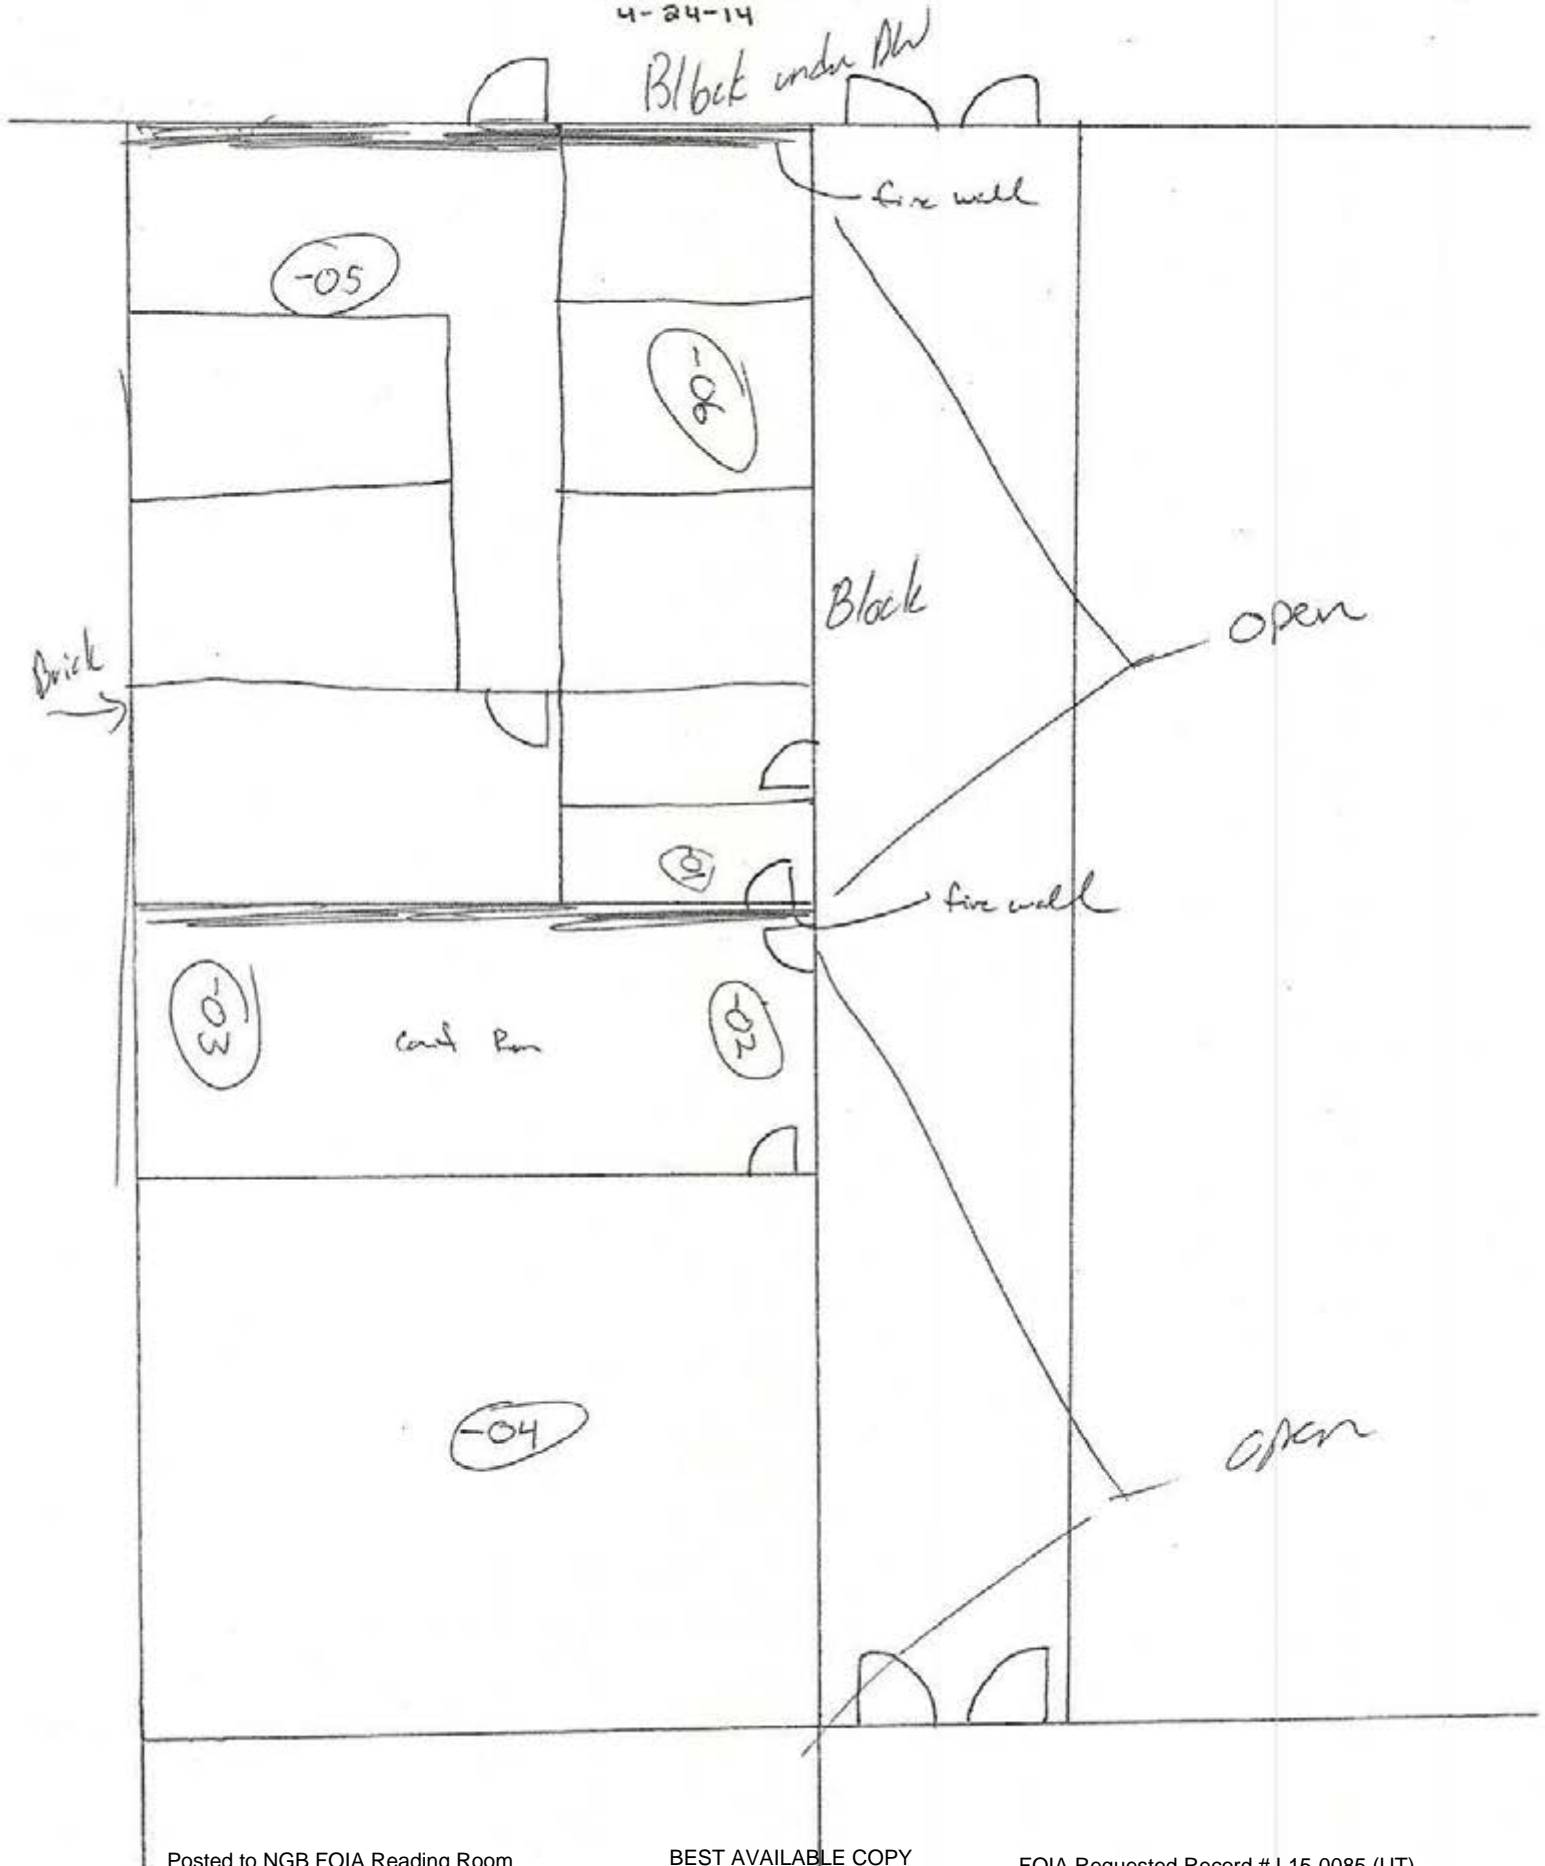 4-24-14
Block under DW
fire wall
-05
-06
Block
open
Brick
-01
fire wall
-03
Conf Rm
-02
-04
open
Posted to NGB FOIA Reading Room
BEST AVAILABLE COPY
FOIA Requested Record # J-15-0085 (UT)